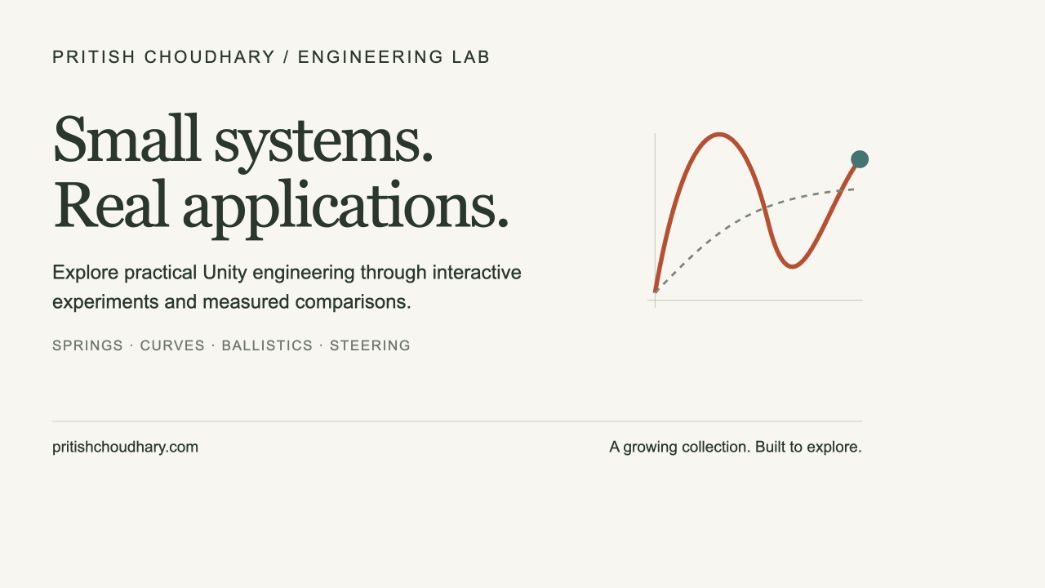 PRITISH CHOUDHARY / ENGINEERING LAB
Small systems.
Real applications.
Explore practical Unity engineering through interactive
experiments and measured comparisons.
SPRINGS · CURVES · BALLISTICS · STEERING
pritishchoudhary.com
A growing collection. Built to explore.